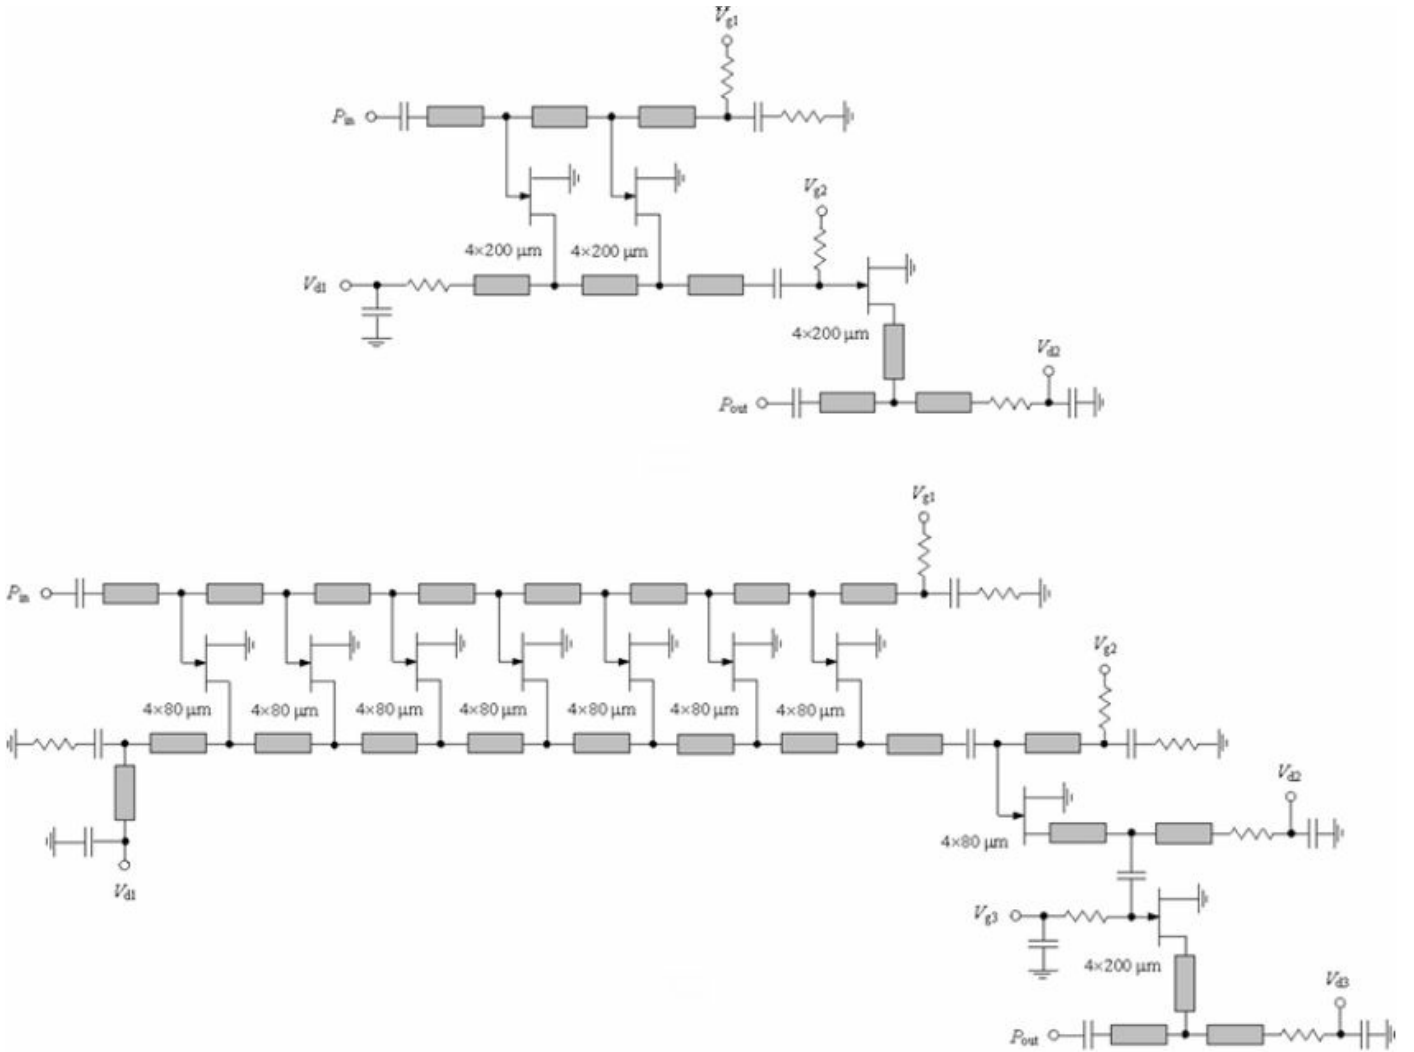 Vg1
Pin
Vg2
4×200 µm 4×200 µm
Vd1
4×200 µm
Vd2
Pout
Vg1
Pin
Vg2
4×80 µm 4×80 µm 4×80 µm 4×80 µm 4×80 µm 4×80 µm 4×80 µm
Vd2
4×80 µm
Vd1
Vg3
4×200 µm
Vd3
Pout